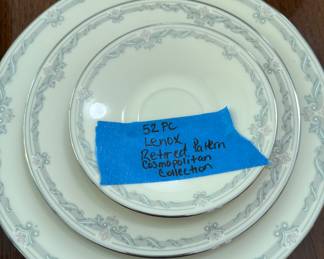 52 PC
Lenox
Retired Pattern
Cosmopolitan
Collection